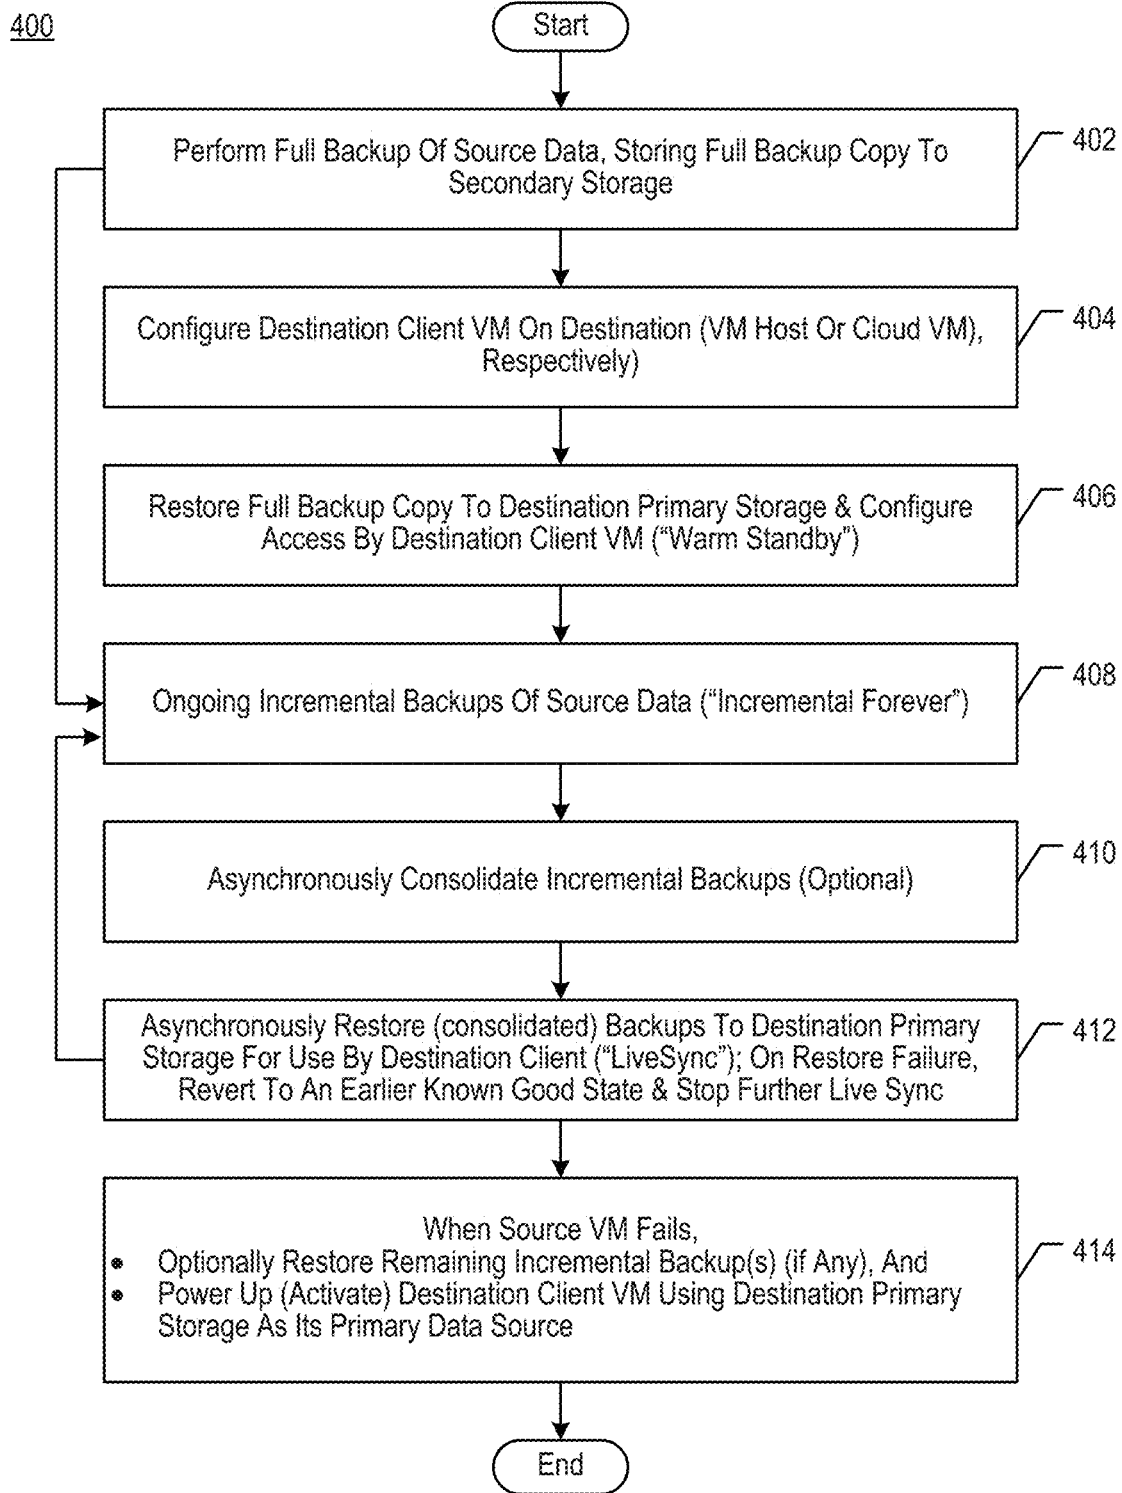 400
Start
Perform Full Backup Of Source Data, Storing Full Backup Copy To
Secondary Storage
402
Configure Destination Client VM On Destination (VM Host Or Cloud VM),
Respectively)
404
Restore Full Backup Copy To Destination Primary Storage & Configure
Access By Destination Client VM (“Warm Standby”)
406
Ongoing Incremental Backups Of Source Data (“Incremental Forever”)
408
Asynchronously Consolidate Incremental Backups (Optional)
410
Asynchronously Restore (consolidated) Backups To Destination Primary
Storage For Use By Destination Client (“LiveSync”); On Restore Failure,
Revert To An Earlier Known Good State & Stop Further Live Sync
412
When Source VM Fails,
• Optionally Restore Remaining Incremental Backup(s) (if Any), And
• Power Up (Activate) Destination Client VM Using Destination Primary
Storage As Its Primary Data Source
414
End